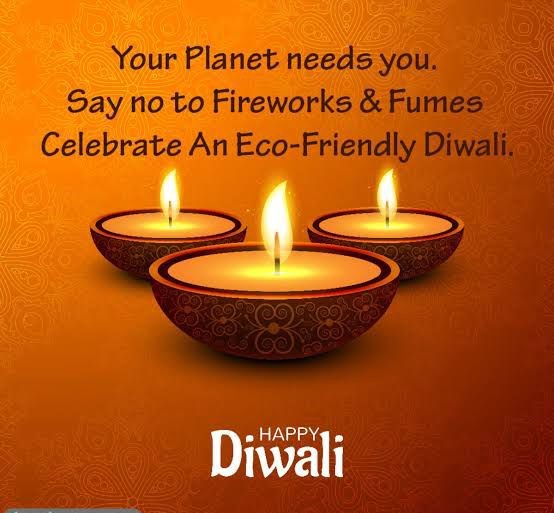 Your Planet needs you.
Say no to Fireworks & Fumes
Celebrate An Eco-Friendly Diwali.
HAPPY
Diwali